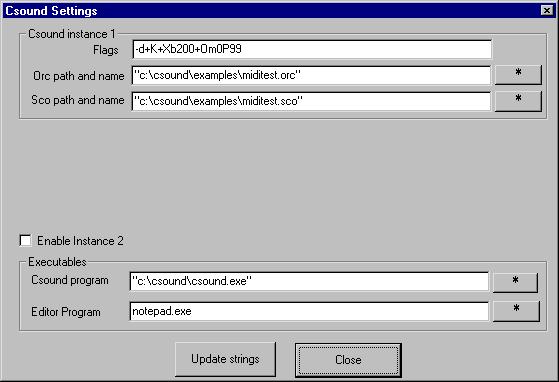 Csound Settings
Csound instance 1
Flags -d+K+Xb200+Om0P99
Orc path and name "c:\csound\examples\miditest.orc" *
Sco path and name "c:\csound\examples\miditest.sco" *
Enable Instance 2
Executables
Csound program "c:\csound\csound.exe" *
Editor Program notepad.exe *
Update strings Close